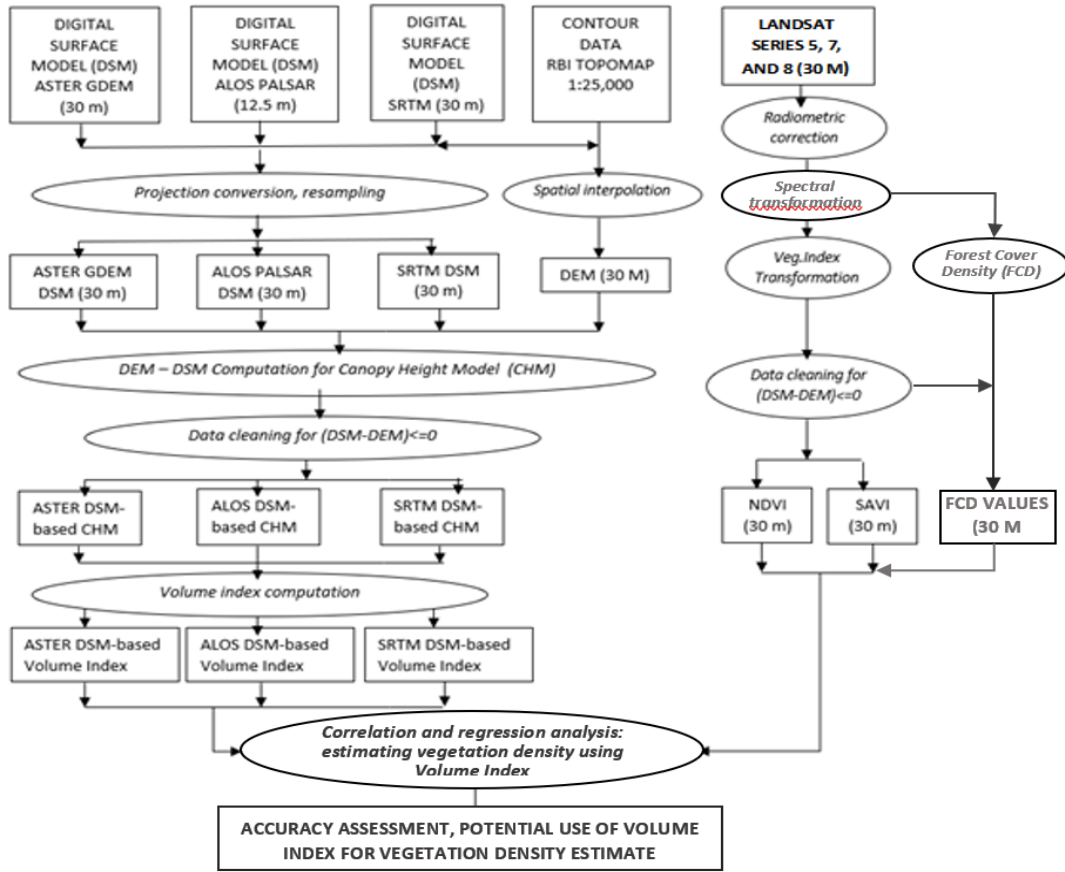 DIGITAL
SURFACE
MODEL (DSM)
ASTER GDEM
(30 m)
DIGITAL
SURFACE
MODEL (DSM)
ALOS PALSAR
(12.5 m)
DIGITAL
SURFACE
MODEL
(DSM)
SRTM (30 m)
CONTOUR
DATA
RBI TOPOMAP
1:25,000
LANDSAT
SERIES 5, 7,
AND 8 (30 M)
Radiometric
correction
Projection conversion, resampling
Spatial interpolation
Spectral
transformation
ASTER GDEM
DSM (30 m)
ALOS PALSAR
DSM (30 m)
SRTM DSM
(30 m)
DEM (30 M)
Veg.Index
Transformation
Forest Cover
Density (FCD)
DEM – DSM Computation for Canopy Height Model (CHM)
Data cleaning for
(DSM-DEM)<=0
Data cleaning for (DSM-DEM)<=0
ASTER DSM-
based CHM
ALOS DSM-
based CHM
SRTM DSM-
based CHM
NDVI
(30 m)
SAVI
(30 m)
FCD VALUES
(30 M
Volume index computation
ASTER DSM-based
Volume Index
ALOS DSM-based
Volume Index
SRTM DSM-based
Volume Index
Correlation and regression analysis:
estimating vegetation density using
Volume Index
ACCURACY ASSESSMENT, POTENTIAL USE OF VOLUME
INDEX FOR VEGETATION DENSITY ESTIMATE